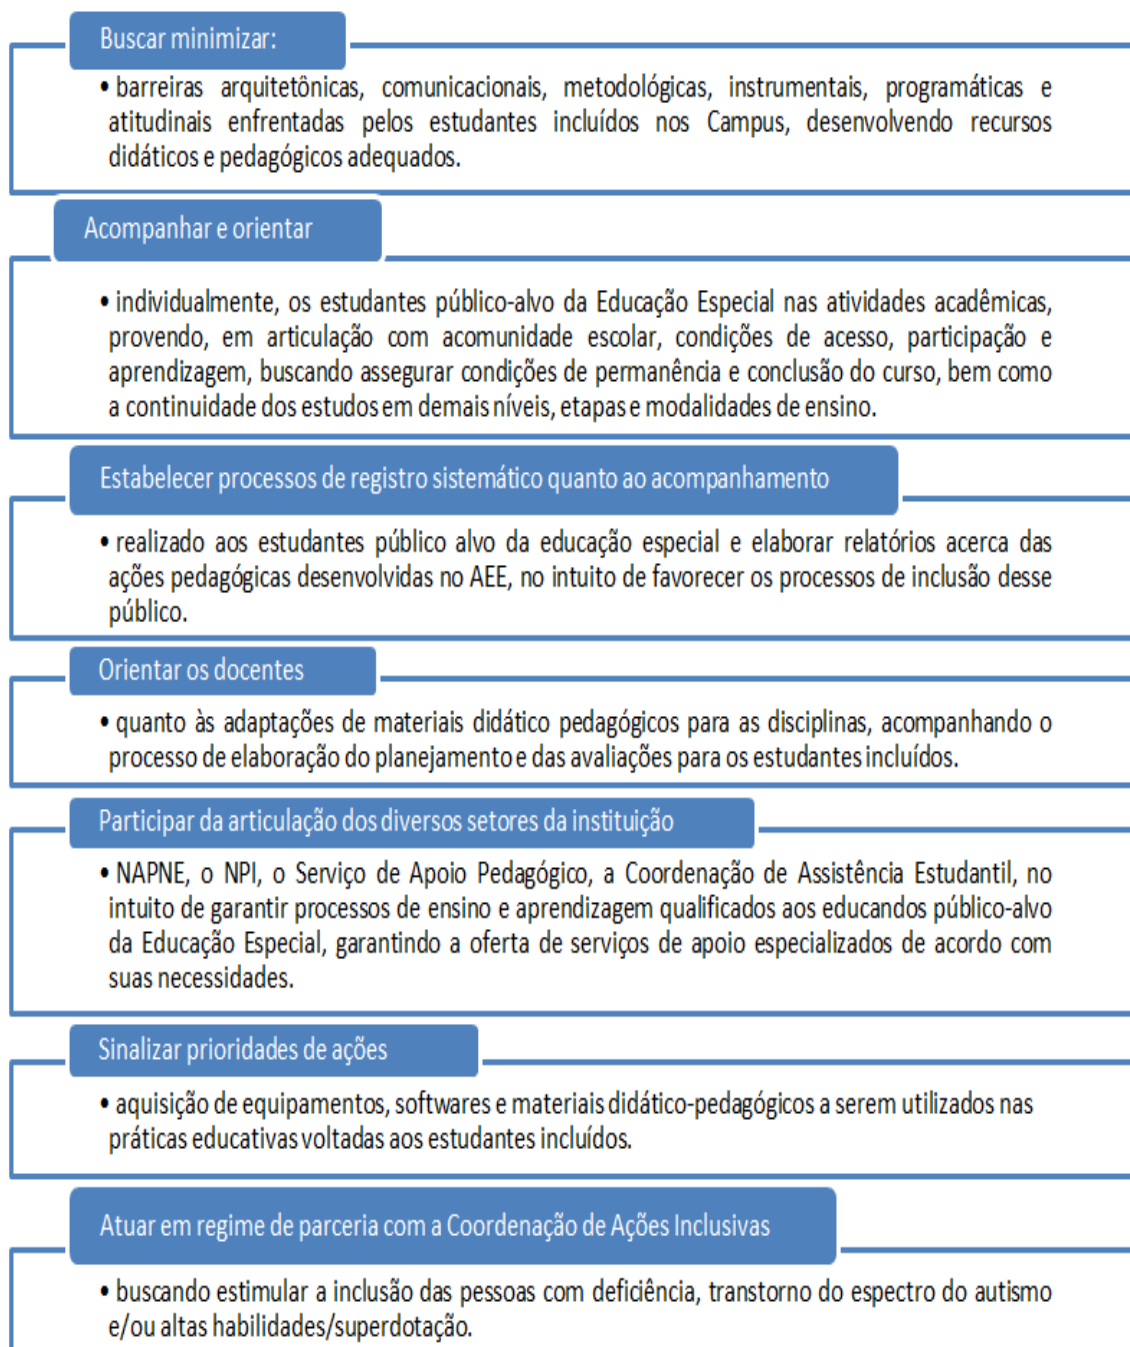 Buscar minimizar:
• barreiras arquitetônicas, comunicacionais, metodológicas, instrumentais, programáticas e
atitudinais enfrentadas pelos estudantes incluídos nos Campus, desenvolvendo recursos
didáticos e pedagógicos adequados.
Acompanhar e orientar
• individualmente, os estudantes público-alvo da Educação Especial nas atividades acadêmicas,
provendo, em articulação com acomunidade escolar, condições de acesso, participação e
aprendizagem, buscando assegurar condições de permanência e conclusão do curso, bem como
a continuidade dos estudos em demais níveis, etapas e modalidades de ensino.
Estabelecer processos de registro sistemático quanto ao acompanhamento
• realizado aos estudantes público alvo da educação especial e elaborar relatórios acerca das
ações pedagógicas desenvolvidas no AEE, no intuito de favorecer os processos de inclusão desse
público.
Orientar os docentes
• quanto às adaptações de materiais didático pedagógicos para as disciplinas, acompanhando o
processo de elaboração do planejamento e das avaliações para os estudantes incluídos.
Participar da articulação dos diversos setores da instituição
• NAPNE, o NPI, o Serviço de Apoio Pedagógico, a Coordenação de Assistência Estudantil, no
intuito de garantir processos de ensino e aprendizagem qualificados aos educandos público-alvo
da Educação Especial, garantindo a oferta de serviços de apoio especializados de acordo com
suas necessidades.
Sinalizar prioridades de ações
• aquisição de equipamentos, softwares e materiais didático-pedagógicos a serem utilizados nas
práticas educativas voltadas aos estudantes incluídos.
Atuar em regime de parceria com a Coordenação de Ações Inclusivas
• buscando estimular a inclusão das pessoas com deficiência, transtorno do espectro do autismo
e/ou altas habilidades/superdotação.